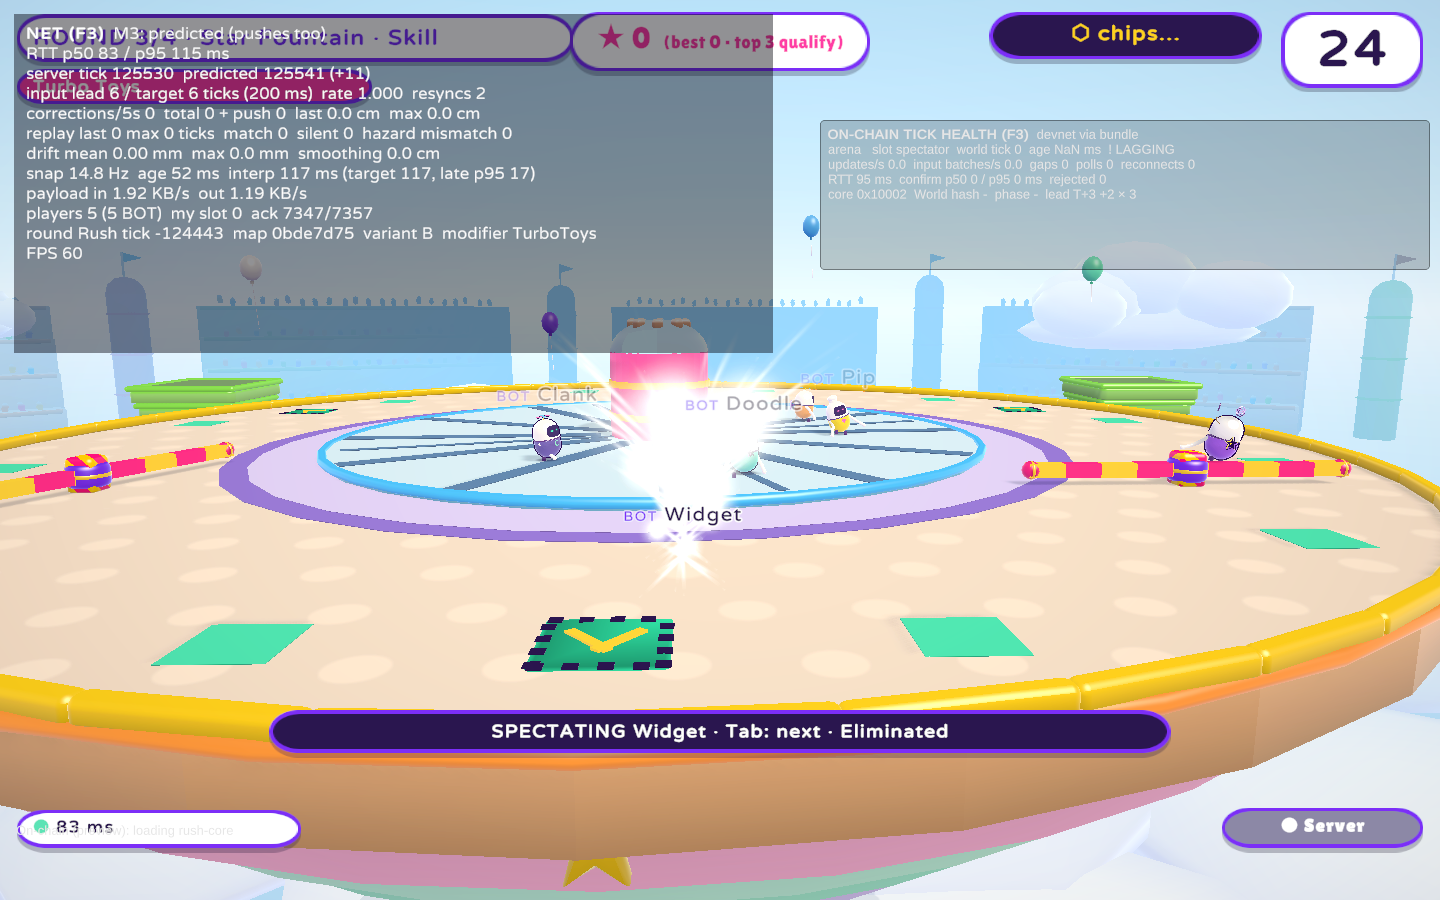 NET (F3)  M3: predicted (pushes too)
Star Fountain · Skill
RTT p50 83 / p95 115 ms
server tick 125530  predicted 125541 (+11)
Turbo Toys
input lead 6 / target 6 ticks (200 ms)  rate 1.000  resyncs 2
corrections/5s 0  total 0 + push 0  last 0.0 cm  max 0.0 cm
replay last 0 max 0 ticks  match 0  silent 0  hazard mismatch 0
drift mean 0.00 mm  max 0.0 mm  smoothing 0.0 cm
snap 14.8 Hz  age 52 ms  interp 117 ms (target 117, late p95 17)
payload in 1.92 KB/s  out 1.19 KB/s
players 5 (5 BOT)  my slot 0  ack 7347/7357
round Rush tick -124443  map 0bde7d75  variant B  modifier TurboToys
FPS 60
★ 0 (best 0 · top 3 qualify)
chips...
24
ON-CHAIN TICK HEALTH (F3)  devnet via bundle
arena  slot spectator  world tick 0  age NaN ms  ! LAGGING
updates/s 0.0  input batches/s 0.0  gaps 0  polls 0  reconnects 0
RTT 95 ms  confirm p50 0 / p95 0 ms  rejected 0
core 0x10002  World hash -  phase -  lead T+3 +2 × 3
BOT Pip
BOT Clank
BOT Doodle
BOT Widget
SPECTATING Widget · Tab: next · Eliminated
83 ms
loading rush-core
Server